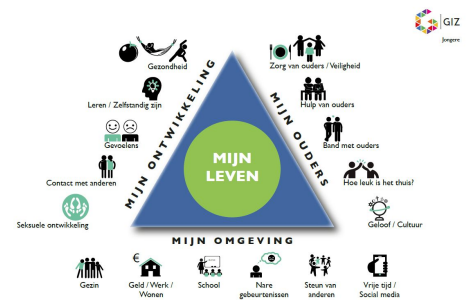 GIZ
Jongere
Gezondheid
Leren / Zelfstandig zijn
Gevoelens
Contact met anderen
Seksuele ontwikkeling
MIJN ONTWIKKELING
MIJN
LEVEN
MIJN OUDERS
Zorg van ouders / Veiligheid
Hulp van ouders
Band met ouders
Hoe leuk is het thuis?
Geloof / Cultuur
MIJN OMGEVING
€
Gezin
Geld / Werk /
Wonen
School
Nare
gebeurtenissen
Steun van
anderen
Vrije tijd /
Social media